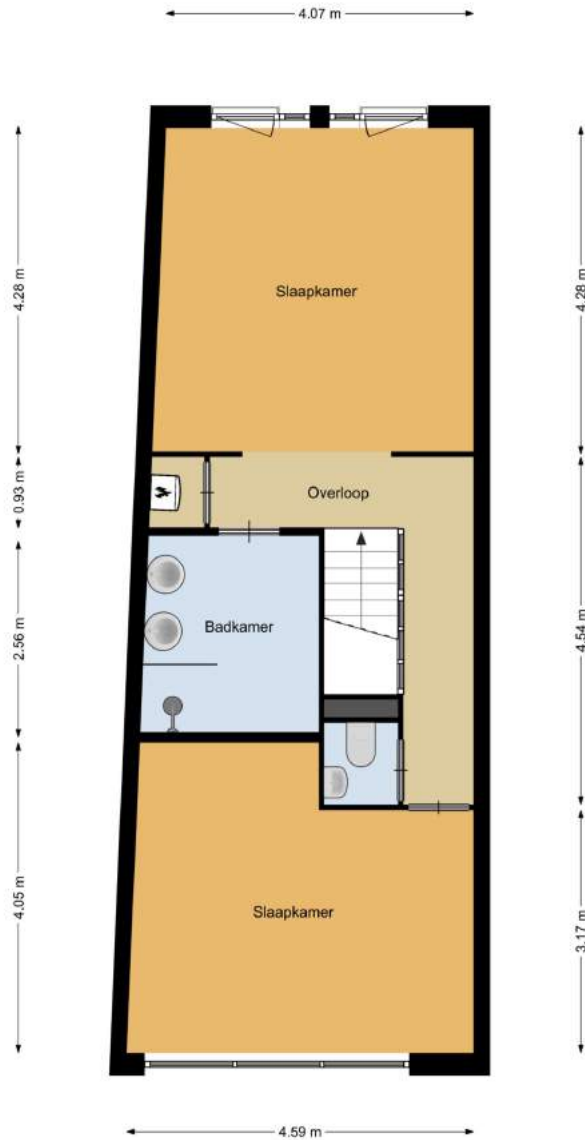 4.07 m
4.28 m
4.28 m
Slaapkamer
0.93 m
Overloop
2.56 m
Badkamer
4.54 m
4.05 m
Slaapkamer
3.17 m
4.59 m